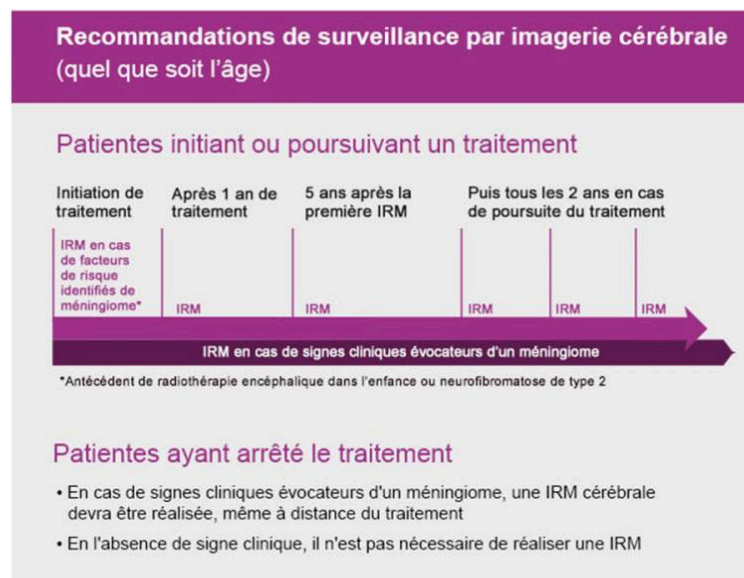 Recommandations de surveillance par imagerie cérébrale
(quel que soit l'âge)
Patientes initiant ou poursuivant un traitement
Initiation de
traitement
Après 1 an de
traitement
5 ans après la
première IRM
Puis tous les 2 ans en cas
de poursuite du traitement
IRM en cas
de facteurs
de risque
identifiés de
méningiome*
IRM
IRM
IRM
IRM
IRM
IRM en cas de signes cliniques évocateurs d'un méningiome
*Antécédent de radiothérapie encéphalique dans l'enfance ou neurofibromatose de type 2
Patientes ayant arrêté le traitement
• En cas de signes cliniques évocateurs d'un méningiome, une IRM cérébrale
devra être réalisée, même à distance du traitement
• En l'absence de signe clinique, il n'est pas nécessaire de réaliser une IRM